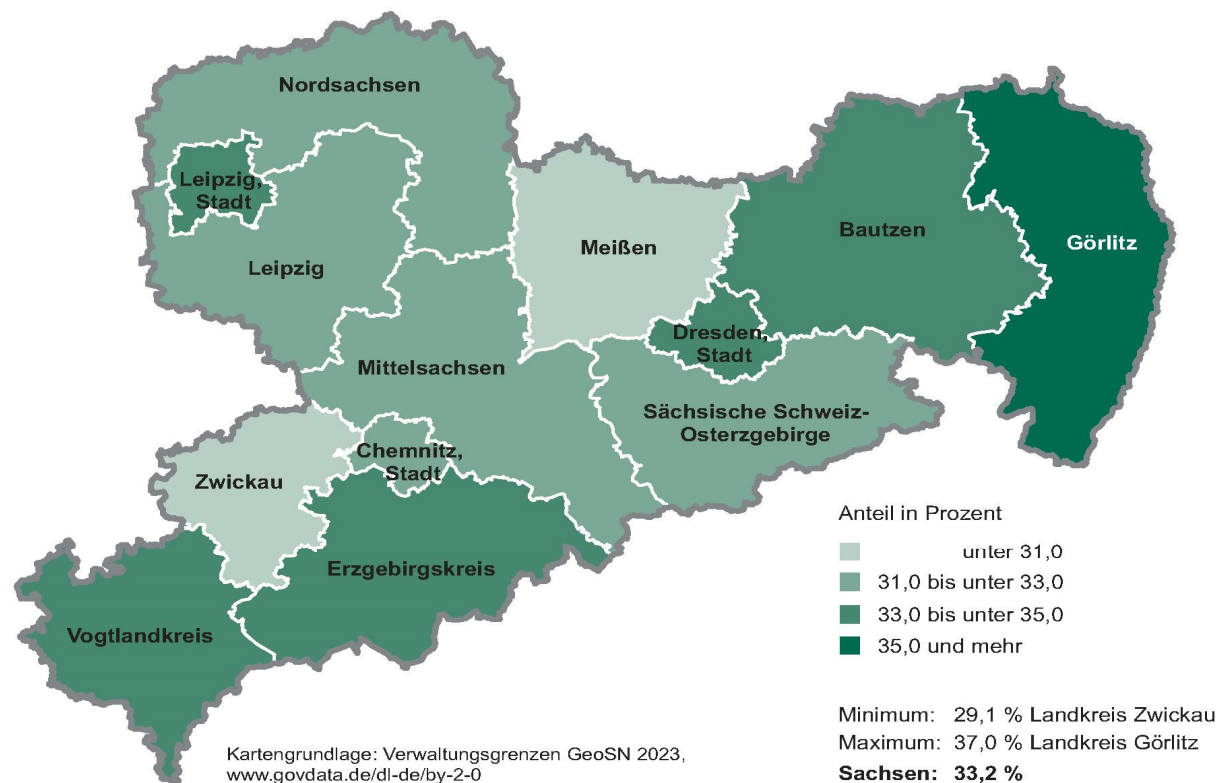 Nordsachsen
Leipzig,
Stadt
Leipzig
Meißen
Bautzen
Görlitz
Dresden,
Stadt
Mittelsachsen
Sächsische Schweiz-
Osterzgebirge
Chemnitz,
Stadt
Zwickau
Erzgebirgskreis
Vogtlandkreis
Anteil in Prozent
unter 31,0
31,0 bis unter 33,0
33,0 bis unter 35,0
35,0 und mehr
Minimum: 29,1 % Landkreis Zwickau
Maximum: 37,0 % Landkreis Görlitz
Sachsen: 33,2 %
Kartengrundlage: Verwaltungsgrenzen GeoSN 2023,
www.govdata.de/dl-de/by-2-0